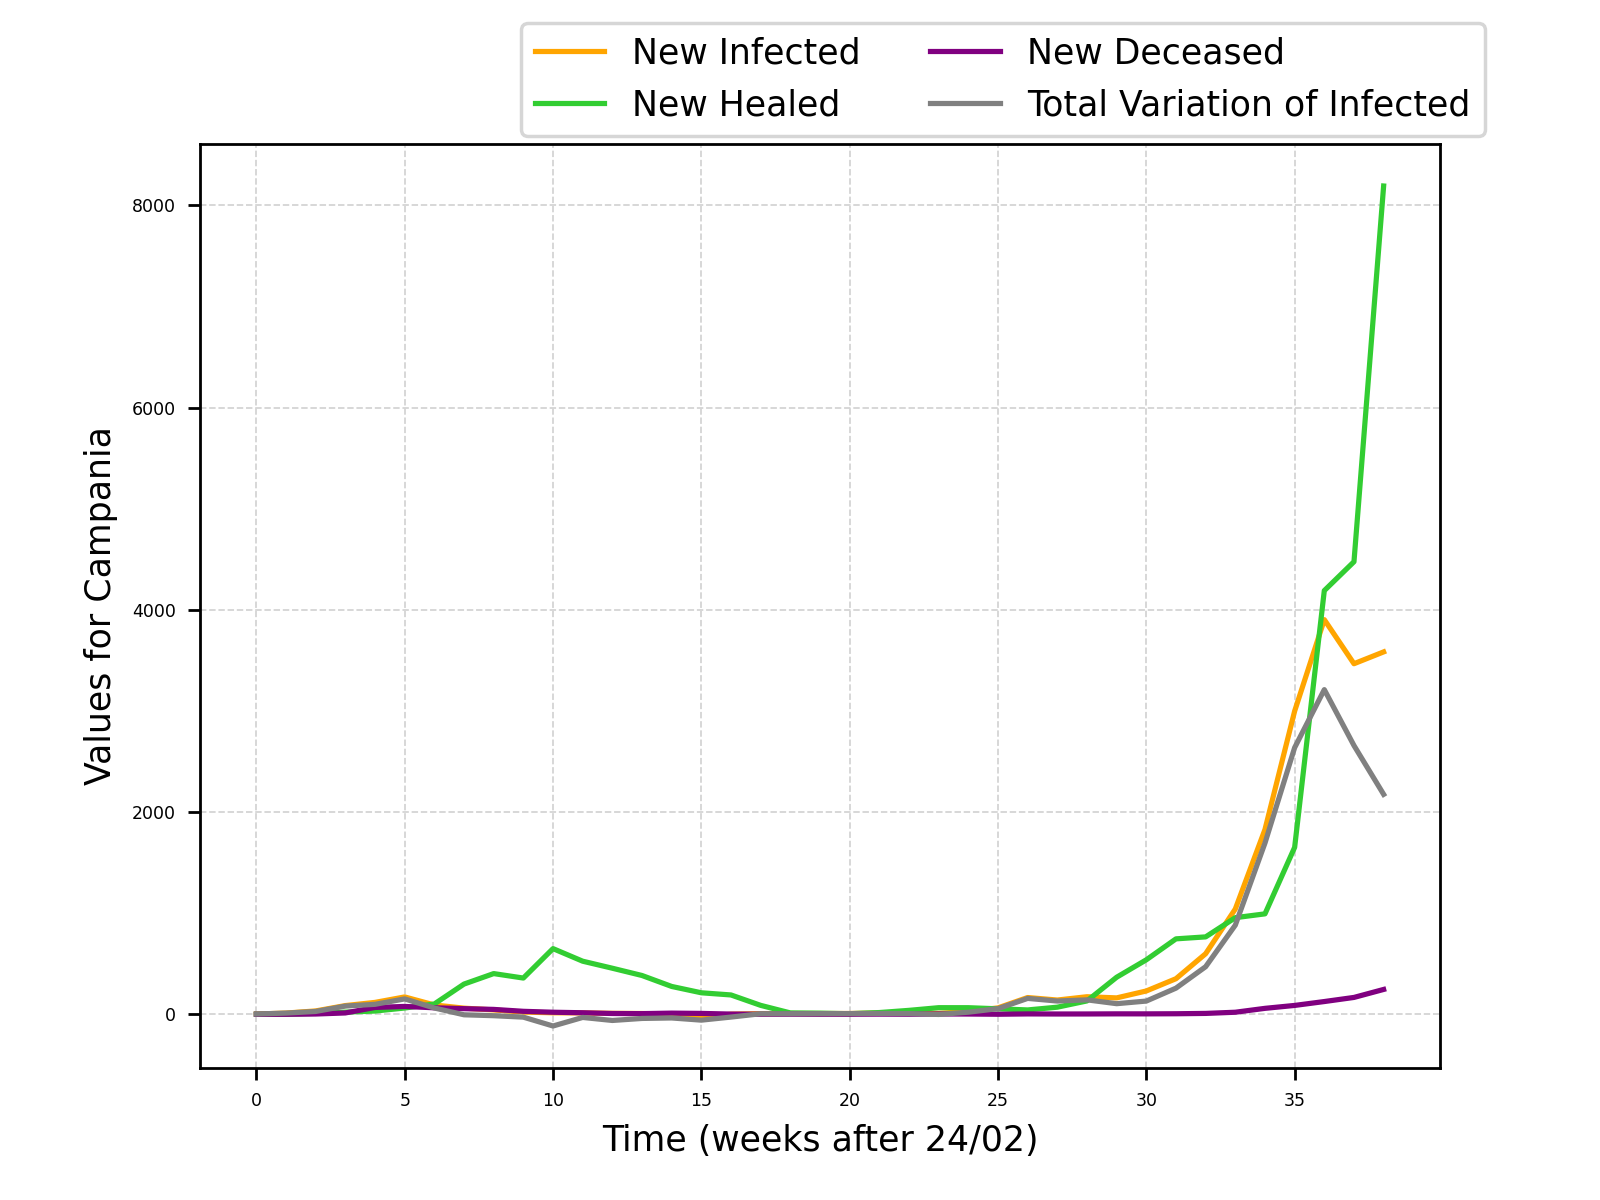 New Infected
New Healed
New Deceased
Total Variation of Infected
8000
6000
4000
2000
0
Values for Campania
0 5 10 15 20 25 30 35
Time (weeks after 24/02)